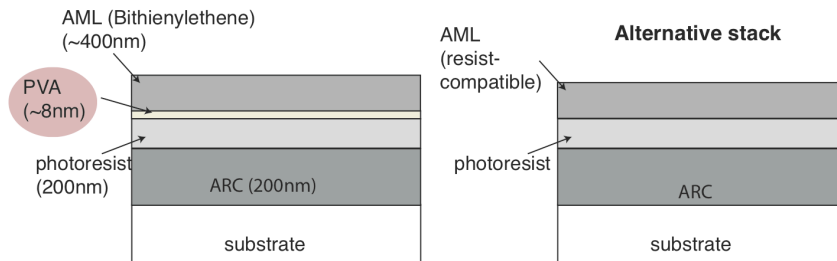 AML (Bithienylethene)
(~400nm)
PVA
(~8nm)
photoresist
(200nm)
ARC (200nm)
substrate
Alternative stack
AML
(resist-
compatible)
photoresist
ARC
substrate